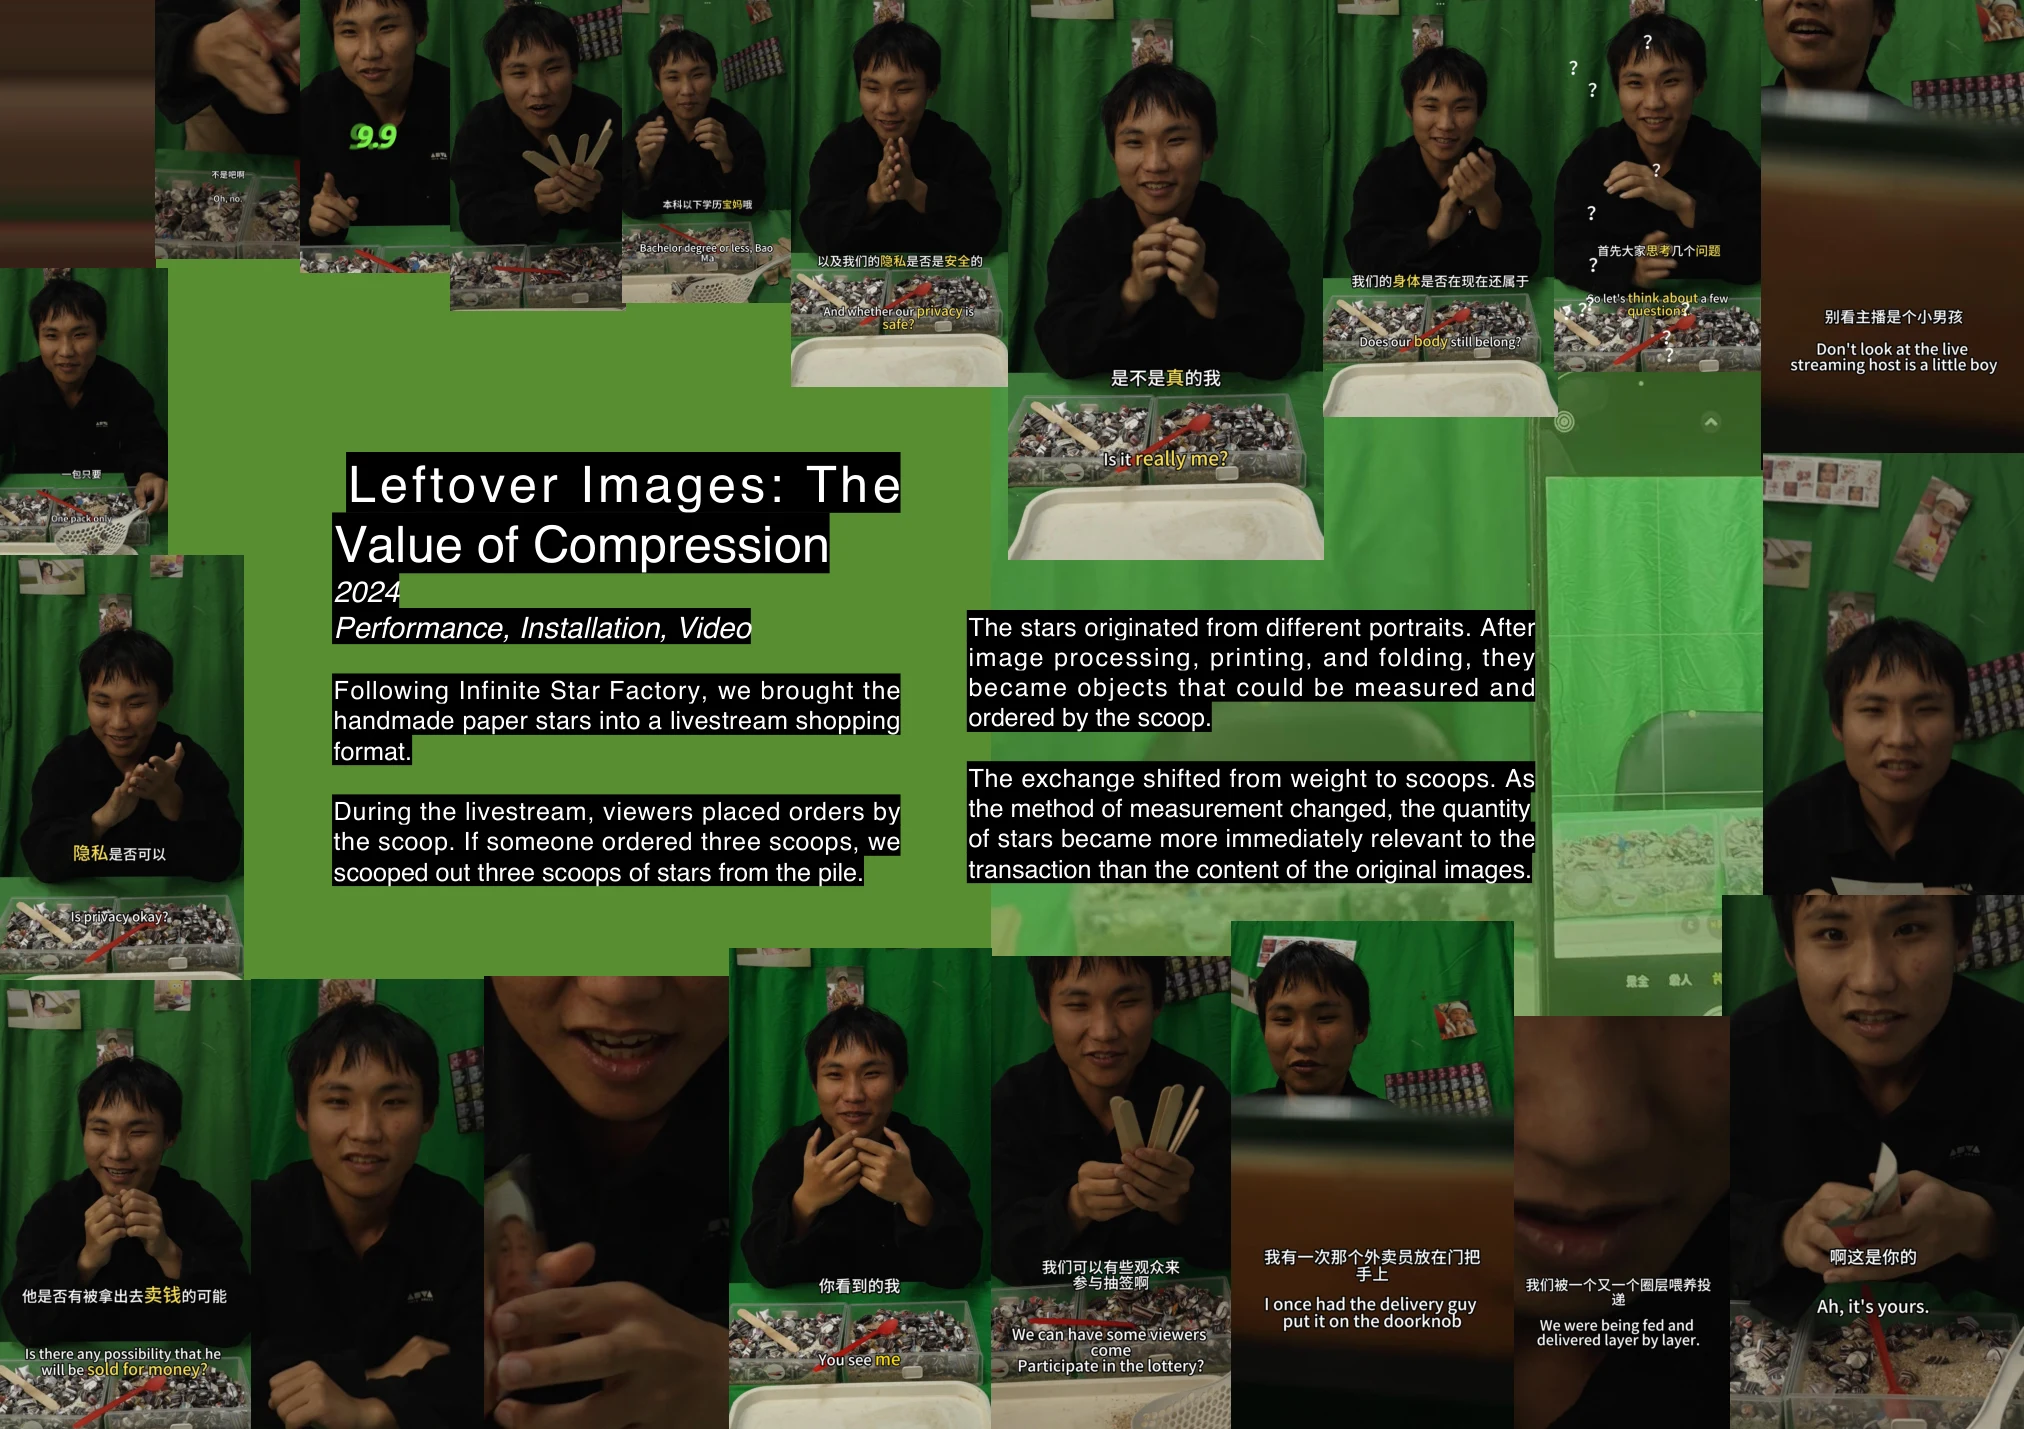 不是吧啊
Oh, no.
9.9
本科以下学历宝妈哦
Bachelor degree or less, Bao
Ma
以及我们的隐私是否是安全的
And whether our privacy is
safe?
是不是真的我
Is it really me?
我们的身体是否在现在还属于
Does our body still belong?
?
?
?
?
?
首先大家思考几个问题
?
So let's think about a few
questions
?
?
?
?
?
别看主播是个小男孩
Don't look at the live
streaming host is a little boy
一包只要
One pack only
Leftover Images: The
Value of Compression
2024
Performance, Installation, Video
Following Infinite Star Factory, we brought the
handmade paper stars into a livestream shopping
format.
During the livestream, viewers placed orders by
the scoop. If someone ordered three scoops, we
scooped out three scoops of stars from the pile.
The stars originated from different portraits. After
image processing, printing, and folding, they
became objects that could be measured and
ordered by the scoop.
The exchange shifted from weight to scoops. As
the method of measurement changed, the quantity
of stars became more immediately relevant to the
transaction than the content of the original images.
隐私是否可以
Is privacy okay?
他是否有被拿出去卖钱的可能
Is there any possibility that he
will be sold for money?
你看到的我
You see me
我们可以有些观众来
参与抽签啊
We can have some viewers
come
Participate in the lottery?
我有一次那个外卖员放在门把
手上
I once had the delivery guy
put it on the doorknob
我们被一个又一个圈层喂养投
递
We were being fed and
delivered layer by layer.
啊这是你的
Ah, it's yours.